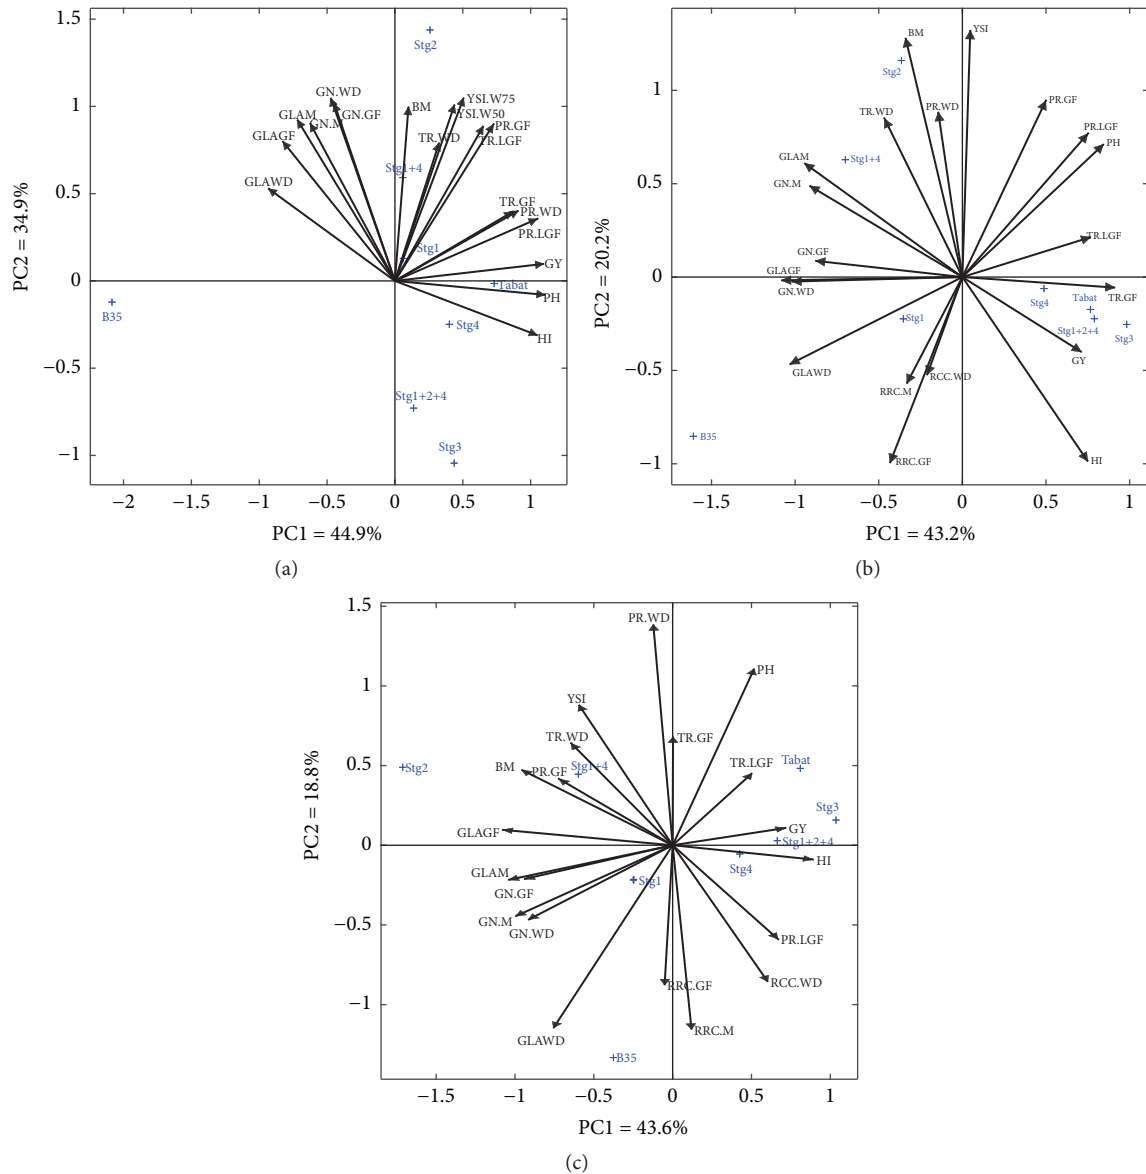 1.5
Stg2
GN.WD
GLAM
GN.M
GN.GF
GLAGF
GLAWD
BM
YSI.W75
YSI.W50
PR.GF
TR.WD
TR.LGF
Stg1+4
TR.GF
PR.WD
PR.LGF
Stg1
GY
Tabat
PH
B35
Stg4
HI
Stg1+2+4
Stg3
1
0.5
0
−0.5
−1
−2
−1.5
−1
−0.5
0
0.5
1
PC2 = 34.9%
PC1 = 44.9%
(a)
BM
YSI
Stg2
TR.WD
PR.WD
PR.GF
PR.LGF
PH
GLAM
Stg1+4
GN.M
TR.LGF
GN.GF
GLAGF
GN.WD
Stg4
Tabat
TR.GF
Stg1
Stg1+2+4
Stg3
GY
GLAWD
RRC.M
RCC.WD
B35
RRC.GF
HI
1
0.5
0
−0.5
−1
−1.5
−1
−0.5
0
0.5
1
PC2 = 20.2%
PC1 = 43.2%
(b)
1.5
PR.WD
PH
YSI
TR.WD
TR.GF
Stg2
BM
PR.GF
Stg1+4
TR.LGF
Tabat
Stg3
GLAGF
GY
Stg1+2+4
HI
Stg4
GLAM
GN.GF
Stg1
GN.M
GN.WD
PR.LGF
RRC.GF
RCC.WD
RRC.M
GLAWD
B35
1
0.5
0
−0.5
−1
−1.5
−1
−0.5
0
0.5
1
PC2 = 18.8%
PC1 = 43.6%
(c)